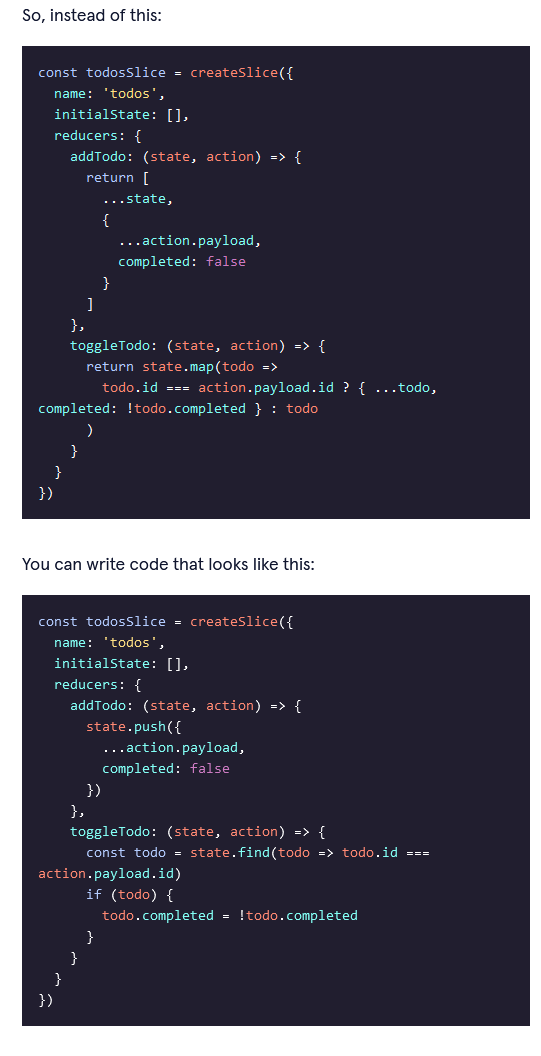 So, instead of this:
const todosSlice = createSlice({
  name: 'todos',
  initialState: [],
  reducers: {
    addTodo: (state, action) => {
      return [
        ...state,
        {
          ...action.payload,
          completed: false
        }
      ]
    },
    toggleTodo: (state, action) => {
      return state.map(todo =>
        todo.id === action.payload.id ? { ...todo,
completed: !todo.completed } : todo
      )
    }
  }
})
You can write code that looks like this:
const todosSlice = createSlice({
  name: 'todos',
  initialState: [],
  reducers: {
    addTodo: (state, action) => {
      state.push({
        ...action.payload,
        completed: false
      })
    },
    toggleTodo: (state, action) => {
      const todo = state.find(todo => todo.id ===
action.payload.id)
      if (todo) {
        todo.completed = !todo.completed
      }
    }
  }
})